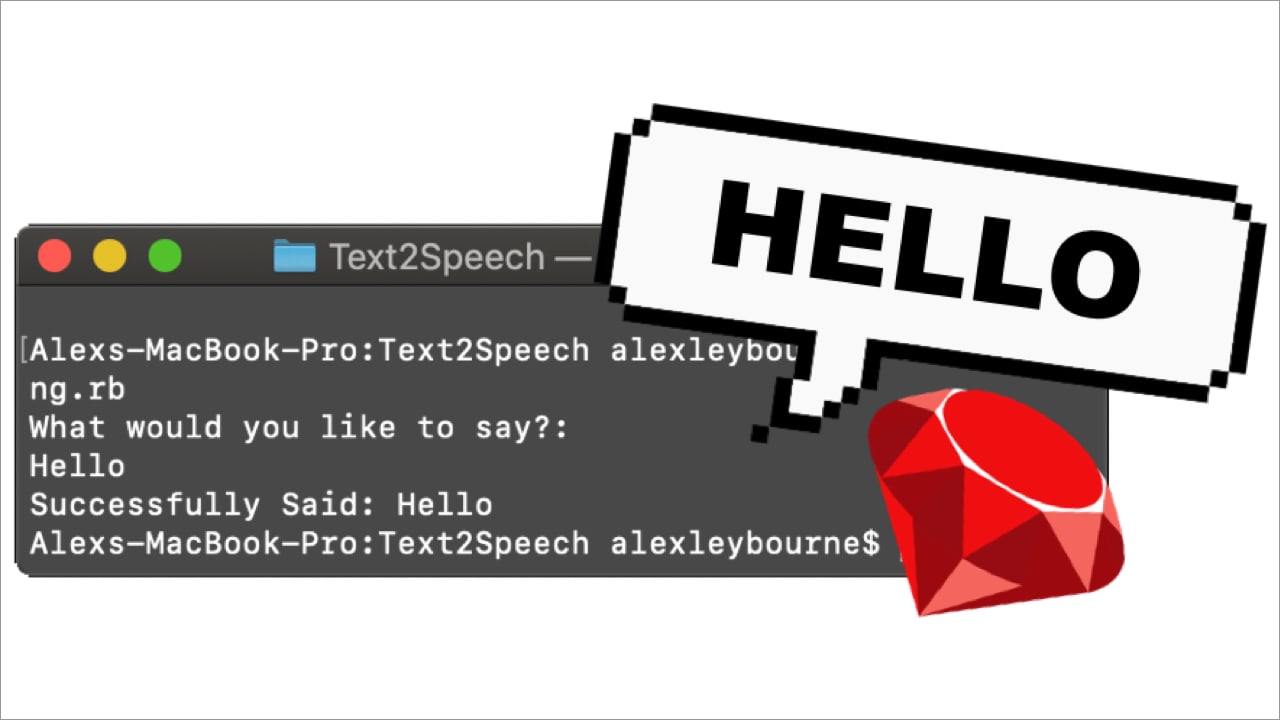 Text2Speech —
HELLO
Alexs-MacBook-Pro:Text2Speech
ng.rb
What would you like to say?:
Hello
Successfully Said: Hello
Alexs-MacBook-Pro:Text2Speech alexleybourne$